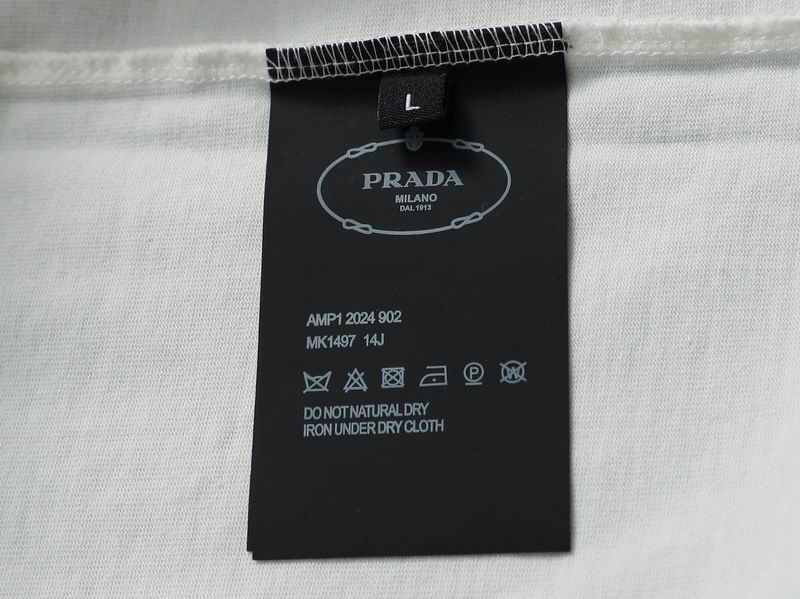 L
PRADA
MILANO
DAL 1913
AMP1 2024 902
MK1497 14J
P
W
DO NOT NATURAL DRY
IRON UNDER DRY CLOTH